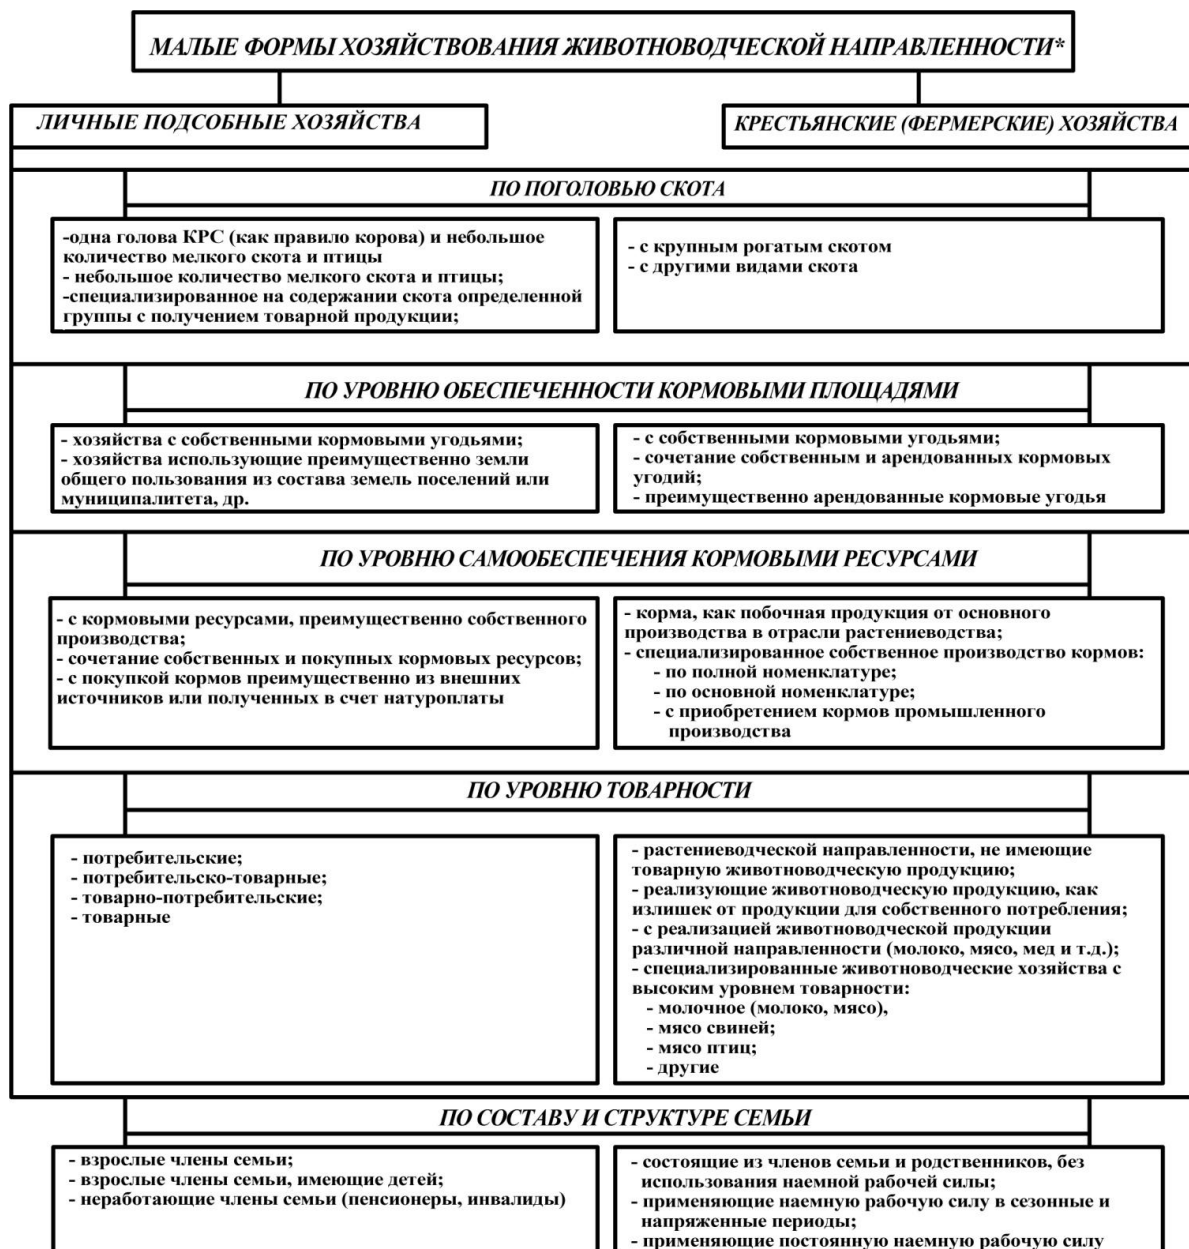 МАЛЫЕ ФОРМЫ ХОЗЯЙСТВОВАНИЯ ЖИВОТНОВОДЧЕСКОЙ НАПРАВЛЕННОСТИ*
ЛИЧНЫЕ ПОДСОБНЫЕ ХОЗЯЙСТВА
КРЕСТЬЯНСКИЕ (ФЕРМЕРСКИЕ) ХОЗЯЙСТВА
ПО ПОГОЛОВЬЮ СКОТА
-одна голова КРС (как правило корова) и небольшое
количество мелкого скота и птицы
- небольшое количество мелкого скота и птицы;
-специализированное на содержании скота определенной
группы с получением товарной продукции;
- с крупным рогатым скотом
- с другими видами скота
ПО УРОВНЮ ОБЕСПЕЧЕННОСТИ КОРМОВЫМИ ПЛОЩАДЯМИ
- хозяйства с собственными кормовыми угодьями;
- хозяйства использующие преимущественно земли
общего пользования из состава земель поселений или
муниципалитета, др.
- с собственными кормовыми угодьями;
- сочетание собственным и арендованных кормовых
угодий;
- преимущественно арендованные кормовые угодья
ПО УРОВНЮ САМООБЕСПЕЧЕНИЯ КОРМОВЫМИ РЕСУРСАМИ
- с кормовыми ресурсами, преимущественно собственного
производства;
- сочетание собственных и покупных кормовых ресурсов;
- с покупкой кормов преимущественно из внешних
источников или полученных в счет натуроплаты
- корма, как побочная продукция от основного
производства в отрасли растениеводства;
- специализированное собственное производство кормов:
- по полной номенклатуре;
- по основной номенклатуре;
- с приобретением кормов промышленного
производства
ПО УРОВНЮ ТОВАРНОСТИ
- потребительские;
- потребительско-товарные;
- товарно-потребительские;
- товарные
- растениеводческой направленности, не имеющие
товарную животноводческую продукцию;
- реализующие животноводческую продукцию, как
излишек от продукции для собственного потребления;
- с реализацией животноводческой продукции
различной направленности (молоко, мясо, мед и т.д.);
- специализированные животноводческие хозяйства с
высоким уровнем товарности:
- молочное (молоко, мясо),
- мясо свиней;
- мясо птиц;
- другие
ПО СОСТАВУ И СТРУКТУРЕ СЕМЬИ
- взрослые члены семьи;
- взрослые члены семьи, имеющие детей;
- неработающие члены семьи (пенсионеры, инвалиды)
- состоящие из членов семьи и родственников, без
использования наемной рабочей силы;
- применяющие наемную рабочую силу в сезонные и
напряженные периоды;
- применяющие постоянную наемную рабочую силу